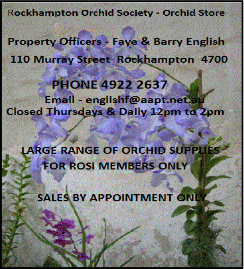 Rockhampton Orchid Society - Orchid Store
Property Officers - Faye & Barry English
110 Murray Street Rockhampton 4700
PHONE 4922 2637
Email - englishf@aapt.net.au
Closed Thursdays & Daily 12pm to 2pm
LARGE RANGE OF ORCHID SUPPLIES
FOR ROSI MEMBERS ONLY
SALES BY APPOINTMENT ONLY